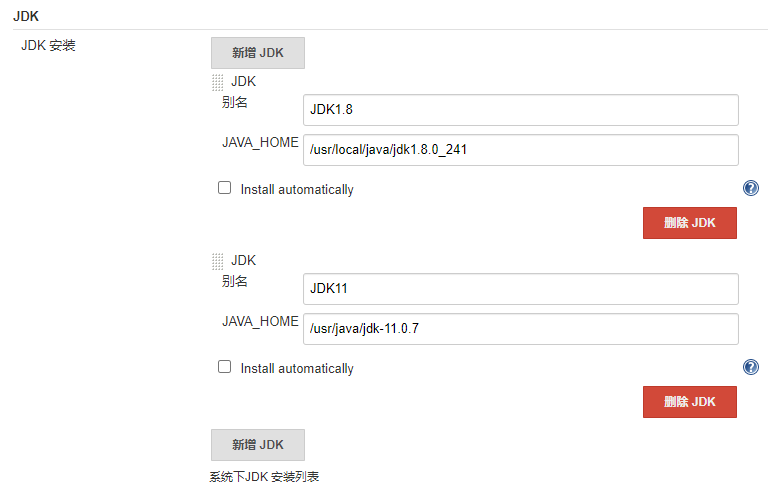 JDK
JDK 安装
新增 JDK
JDK
别名
JDK1.8
JAVA_HOME
/usr/local/java/jdk1.8.0_241
Install automatically
?
删除 JDK
JDK
别名
JDK11
JAVA_HOME
/usr/java/jdk-11.0.7
Install automatically
?
删除 JDK
新增 JDK
系统下JDK 安装列表